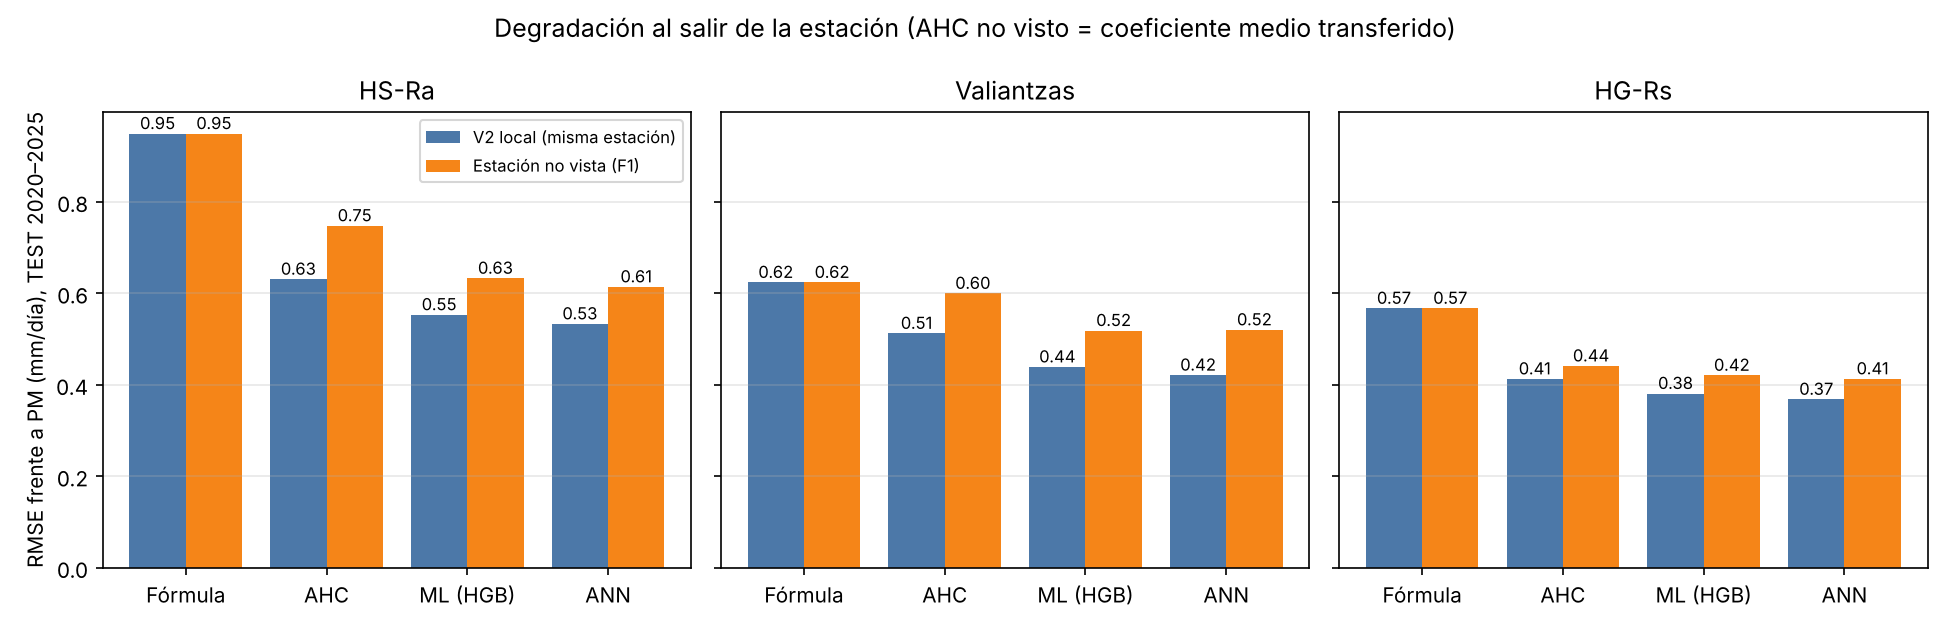 Degradación al salir de la estación (AHC no visto = coeficiente medio transferido)
HS-Ra
Valiantzas
HG-Rs
RMSE frente a PM (mm/día), TEST 2020–2025
0.8
0.6
0.4
0.2
0.0
V2 local (misma estación)
Estación no vista (F1)
0.95 0.95
0.63 0.75
0.55 0.63
0.53 0.61
Fórmula AHC ML (HGB) ANN
0.62 0.62
0.51 0.60
0.44 0.52
0.42 0.52
Fórmula AHC ML (HGB) ANN
0.57 0.57
0.41 0.44
0.38 0.42
0.37 0.41
Fórmula AHC ML (HGB) ANN